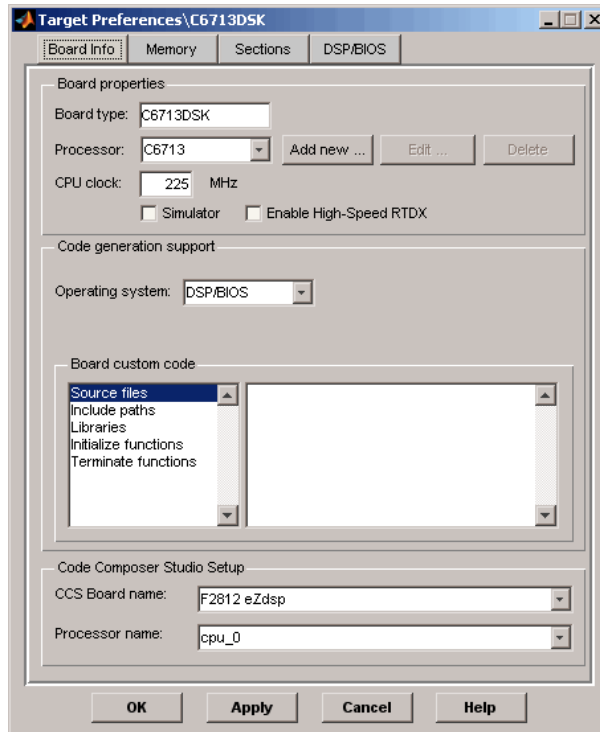 Target Preferences\C6713DSK
Board Info Memory Sections DSP/BIOS
Board properties
Board type: C6713DSK
Processor: C6713 Add new ... Edit ... Delete
CPU clock: 225 MHz
Simulator Enable High-Speed RTDX
Code generation support
Operating system: DSP/BIOS
Board custom code
Source files
Include paths
Libraries
Initialize functions
Terminate functions
Code Composer Studio Setup
CCS Board name: F2812 eZdsp
Processor name: cpu_0
OK Apply Cancel Help